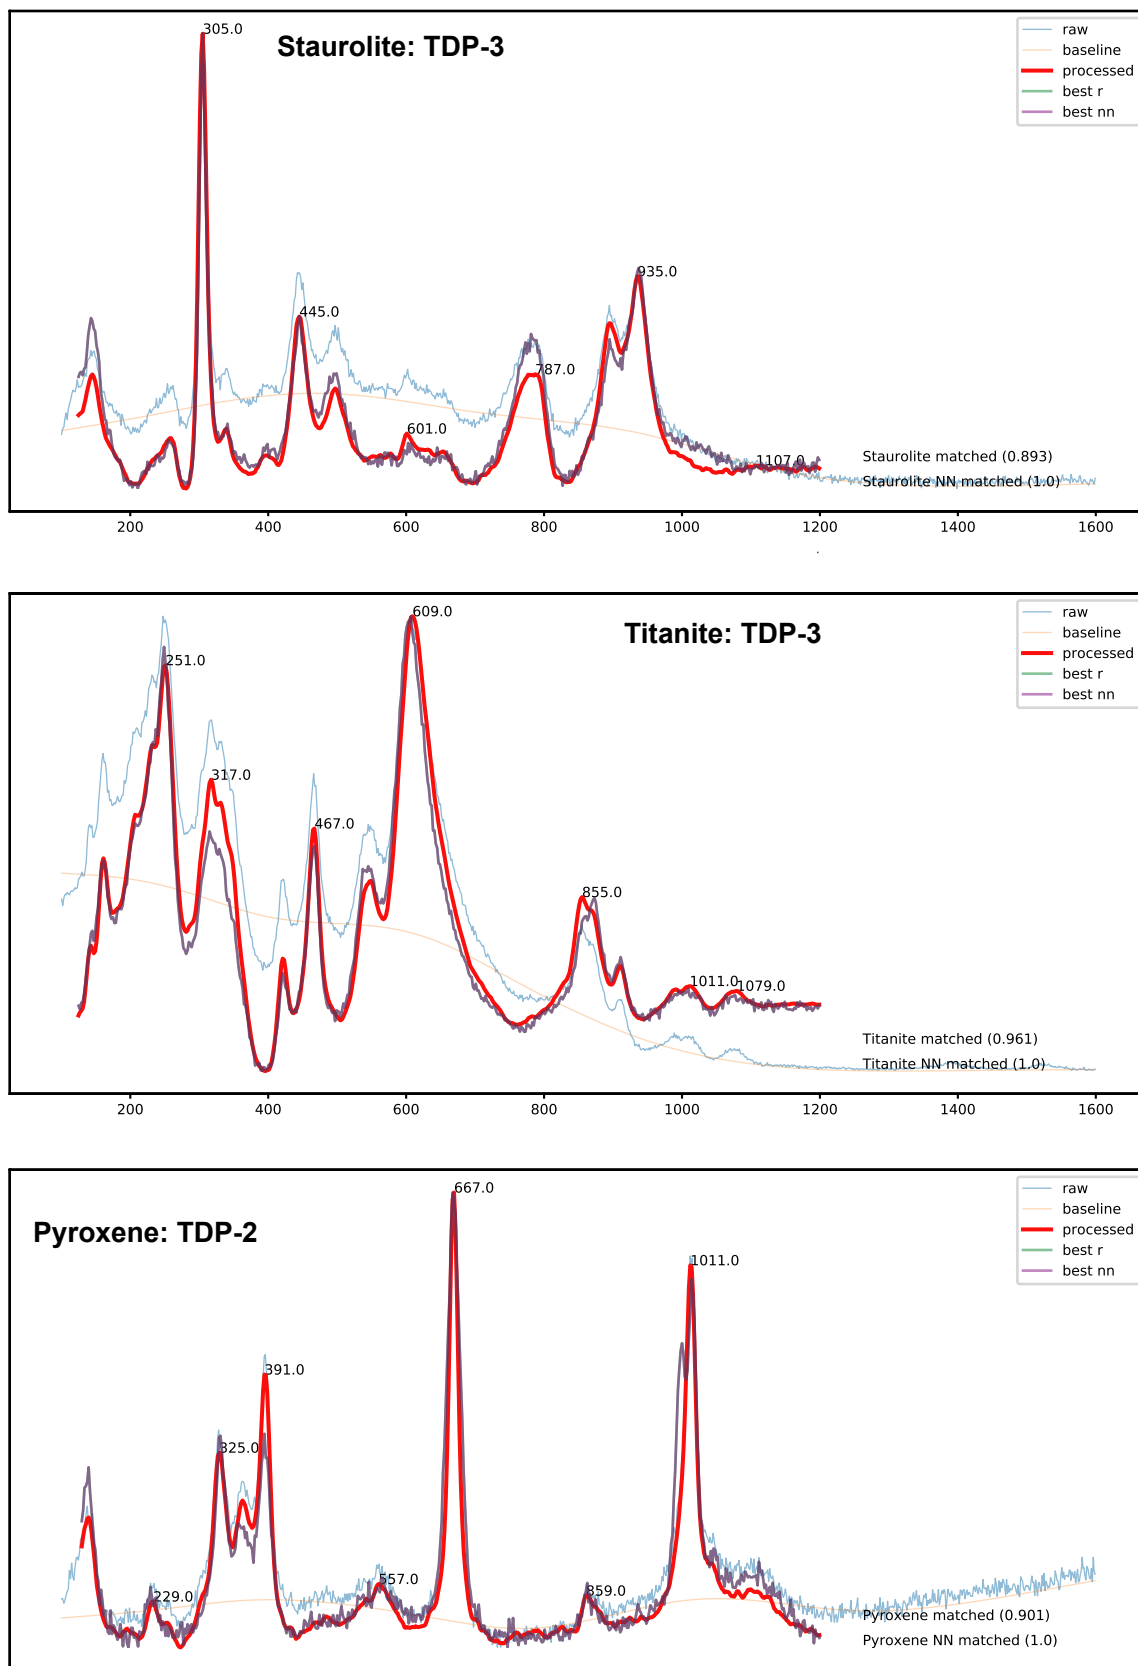 305.0
Staurolite: TDP-3
raw
baseline
processed
best r
best nn
935.0
445.0
787.0
601.0
Staurolite matched (0.893)
1107.0
Staurolite NN matched (1.0)
200 400 600 800 1000 1200 1400 1600
609.0
Titanite: TDP-3
raw
baseline
processed
best r
best nn
251.0
317.0
467.0
855.0
1011.0
1079.0
Titanite matched (0.961)
Titanite NN matched (1.0)
200 400 600 800 1000 1200 1400 1600
667.0
Pyroxene: TDP-2
raw
baseline
processed
best r
best nn
1011.0
391.0
325.0
557.0
859.0
229.0
Pyroxene matched (0.901)
Pyroxene NN matched (1.0)